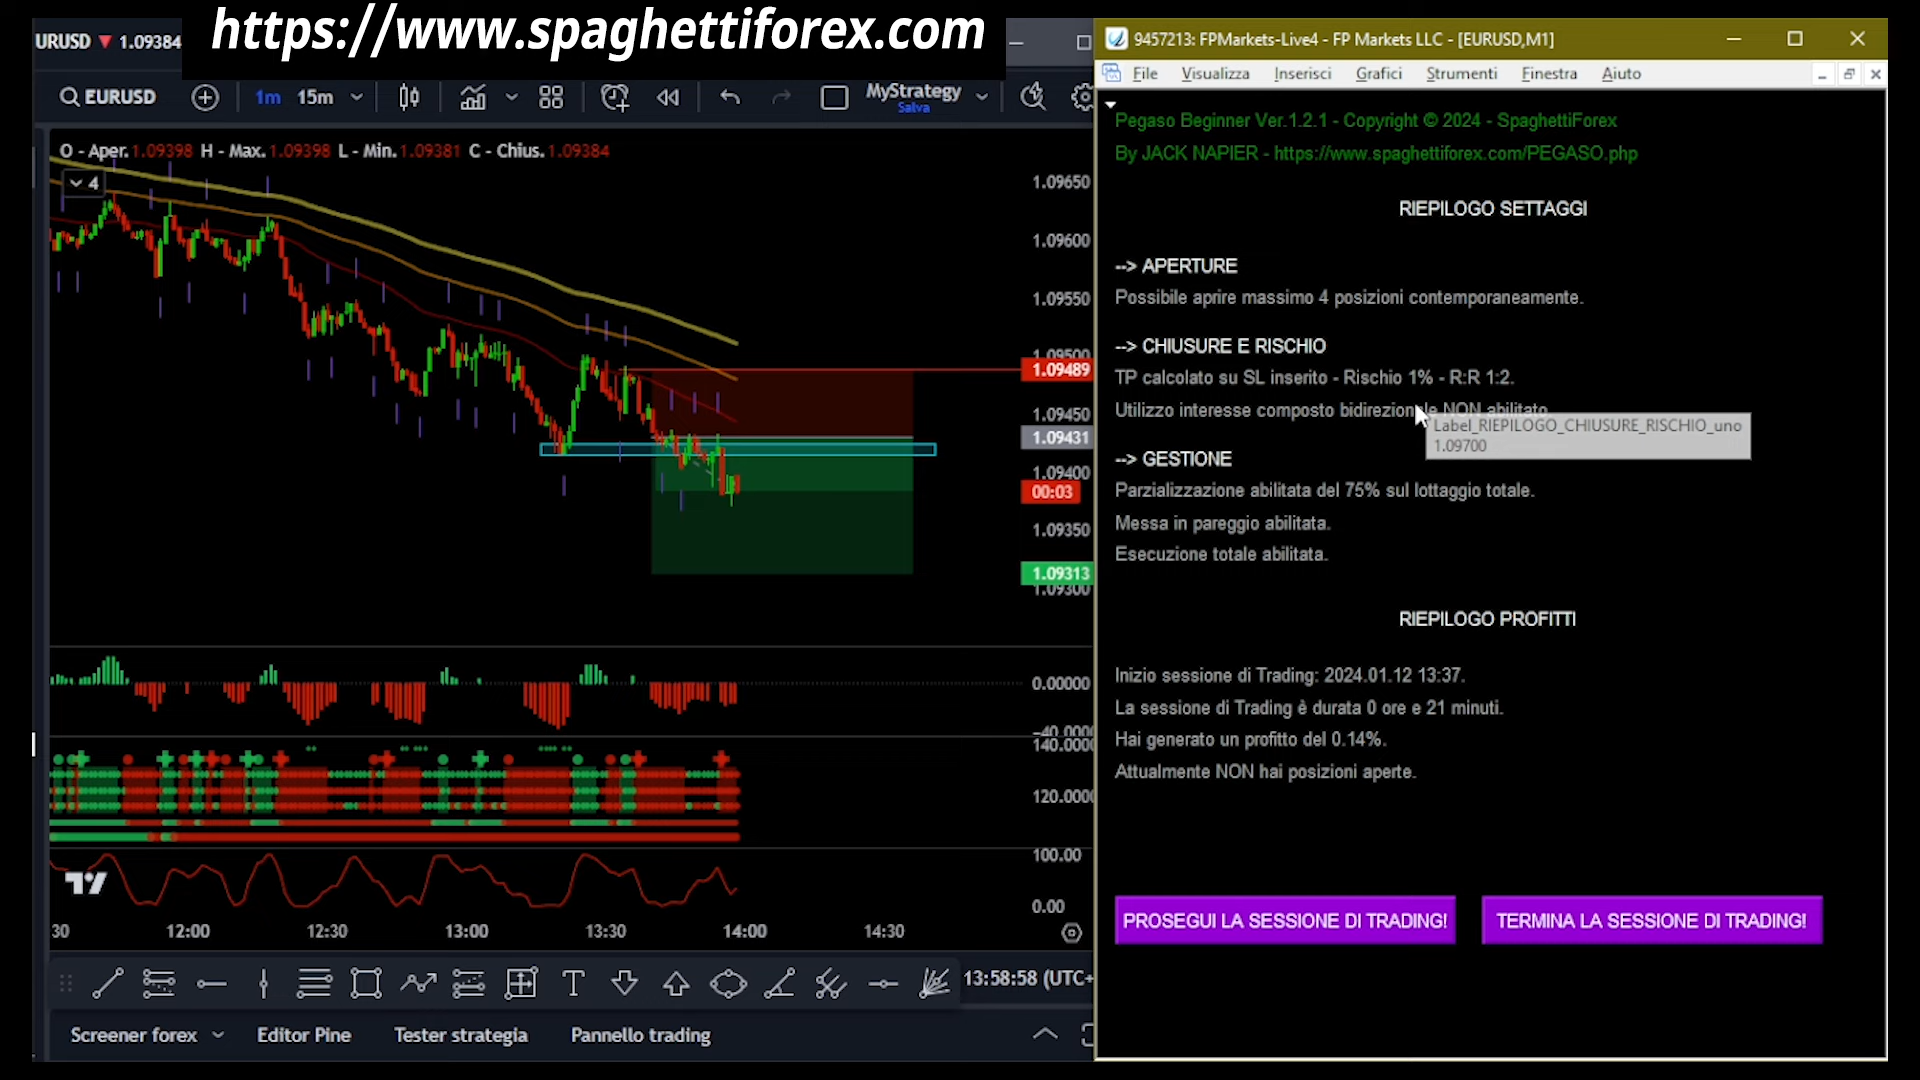 https://www.spaghettiforex.com
URUSD ▼ 1.09384
EURUSD
1m 15m
MyStrategy
Salva
O - Aper. 1.09398 H - Max. 1.09398 L - Min. 1.09381 C - Chius. 1.09384
4
1.09650
1.09600
1.09550
1.09500
1.09489
1.09450
1.09431
1.09400
00:03
1.09350
1.09313
1.09300
0.00000
-40.0000
140.0000
120.0000
100.00
0.00
30 12:00 12:30 13:00 13:30 14:00 14:30
13:58:58 (UTC+
Screener forex Editor Pine Tester strategia Pannello trading
9457213: FPMarkets-Live4 - FP Markets LLC - [EURUSD,M1]
File Visualizza Inserisci Grafici Strumenti Finestra Aiuto
Pegaso Beginner Ver.1.2.1 - Copyright © 2024 - SpaghettiForex
By JACK NAPIER - https://www.spaghettiforex.com/PEGASO.php
RIEPILOGO SETTAGGI
--> APERTURE
Possibile aprire massimo 4 posizioni contemporaneamente.
--> CHIUSURE E RISCHIO
TP calcolato su SL inserito - Rischio 1% - R:R 1:2.
Utilizzo interesse composto bidirezionale NON abilitato
Label_RIEPILOGO_CHIUSURE_RISCHIO_uno
1.09700
--> GESTIONE
Parzializzazione abilitata del 75% sul lottaggio totale.
Messa in pareggio abilitata.
Esecuzione totale abilitata.
RIEPILOGO PROFITTI
Inizio sessione di Trading: 2024.01.12 13:37.
La sessione di Trading è durata 0 ore e 21 minuti.
Hai generato un profitto del 0.14%.
Attualmente NON hai posizioni aperte.
PROSEGUI LA SESSIONE DI TRADING! TERMINA LA SESSIONE DI TRADING!